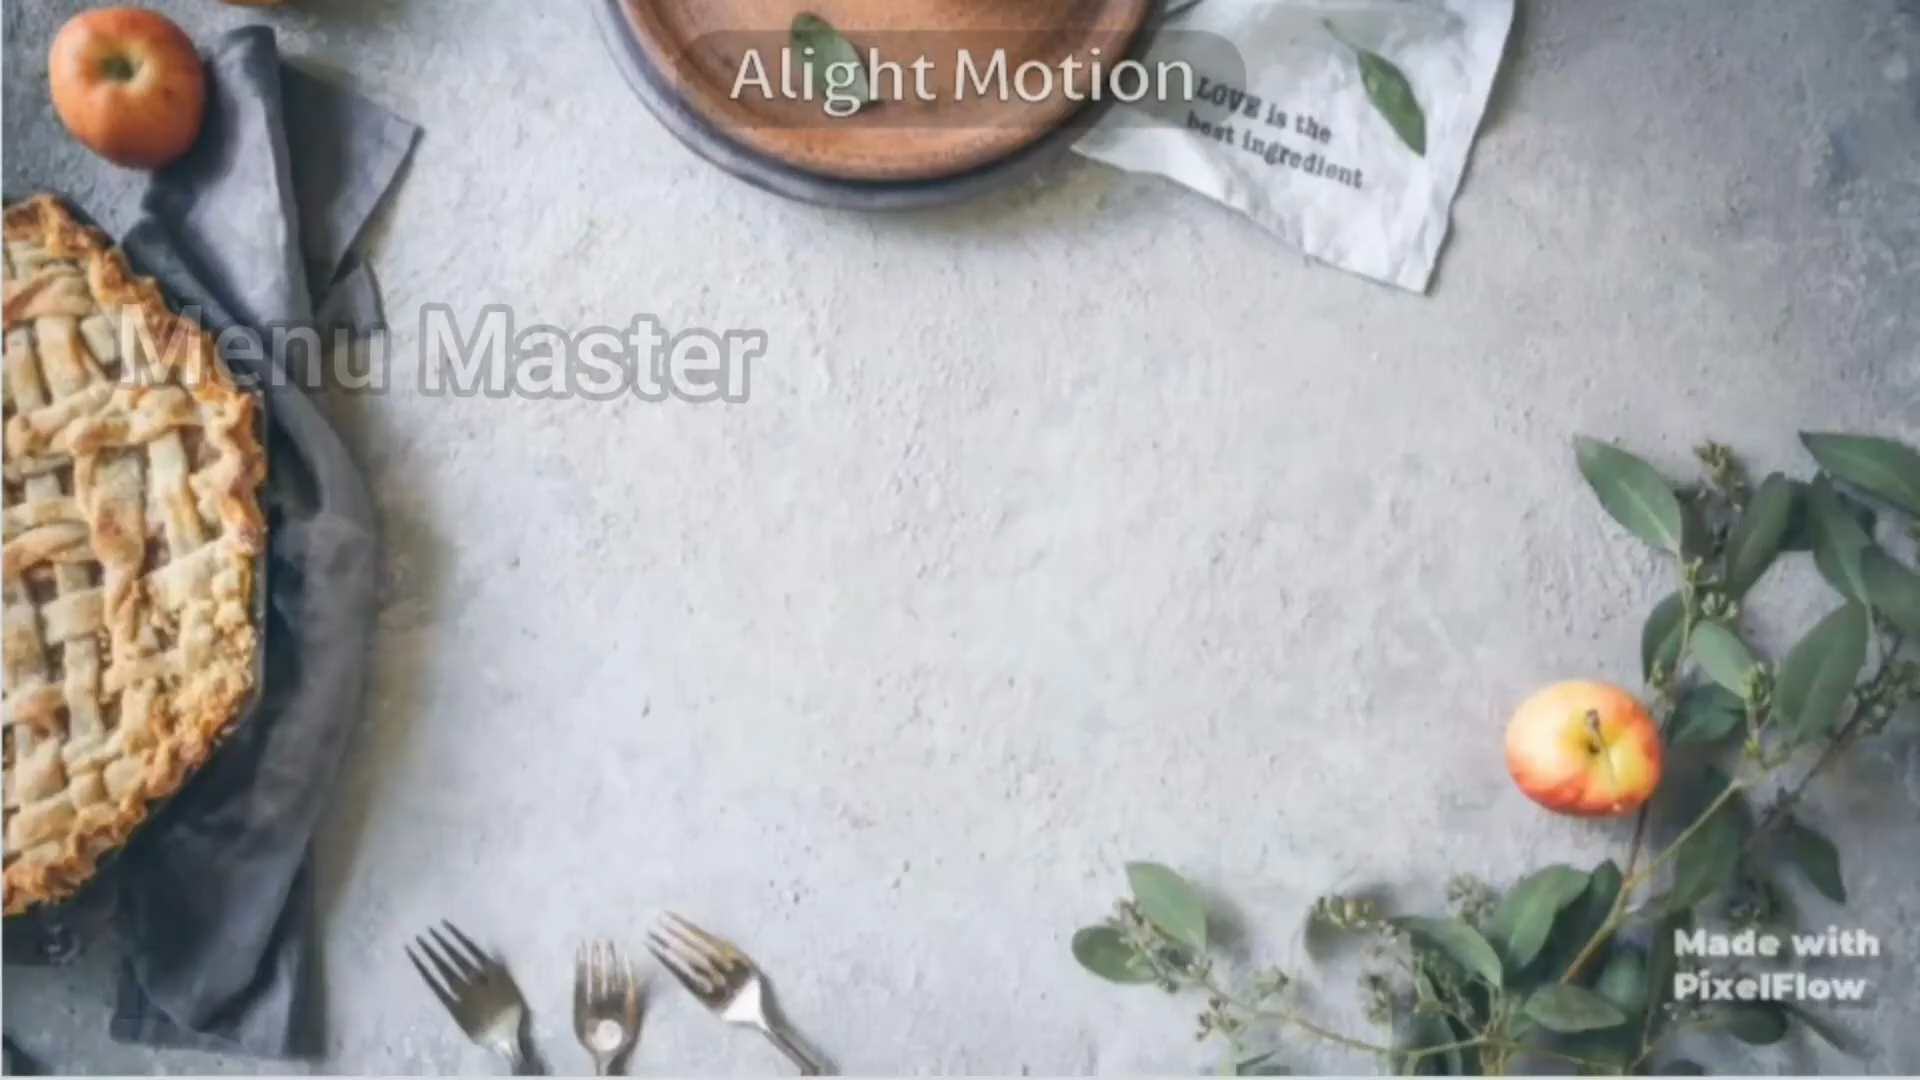 Alight Motion
LOVE is the
best ingredient
Menu Master
Made with
PixelFlow